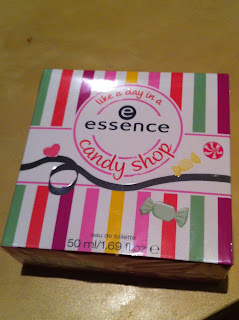 like a day in a
e
essence
candy shop
eau de toilette
50 ml/1.69 fl.oz e